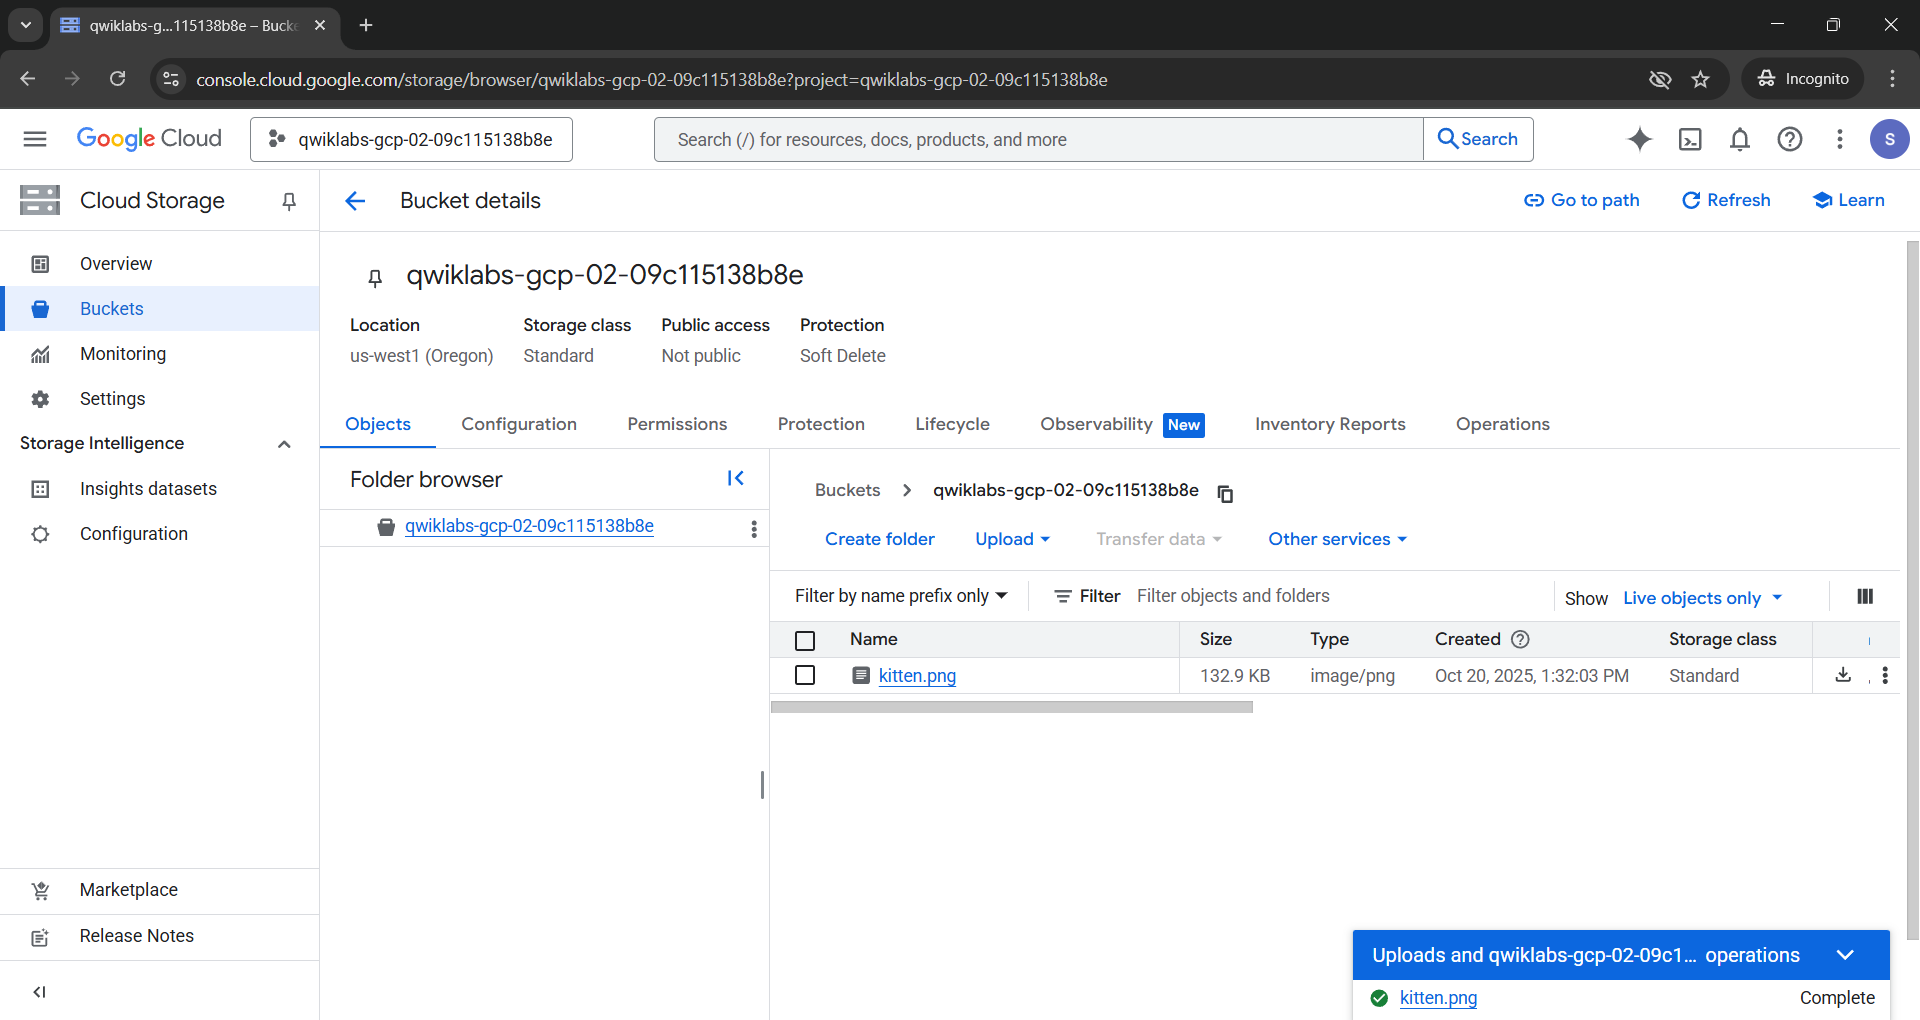 qwiklabs-g...115138b8e – Bucke
console.cloud.google.com/storage/browser/qwiklabs-gcp-02-09c115138b8e?project=qwiklabs-gcp-02-09c115138b8e
Incognito
Google Cloud
qwiklabs-gcp-02-09c115138b8e
Search (/) for resources, docs, products, and more
Search
S
Cloud Storage
Bucket details
Go to path
Refresh
Learn
Overview
Buckets
Monitoring
Settings
Storage Intelligence
Insights datasets
Configuration
Marketplace
Release Notes
qwiklabs-gcp-02-09c115138b8e
Location Storage class Public access Protection
us-west1 (Oregon) Standard Not public Soft Delete
Objects Configuration Permissions Protection Lifecycle Observability New Inventory Reports Operations
Folder browser
qwiklabs-gcp-02-09c115138b8e
Buckets > qwiklabs-gcp-02-09c115138b8e
Create folder Upload Transfer data Other services
Filter by name prefix only Filter Filter objects and folders Show Live objects only
Name Size Type Created Storage class
kitten.png 132.9 KB image/png Oct 20, 2025, 1:32:03 PM Standard
Uploads and qwiklabs-gcp-02-09c1... operations
kitten.png Complete